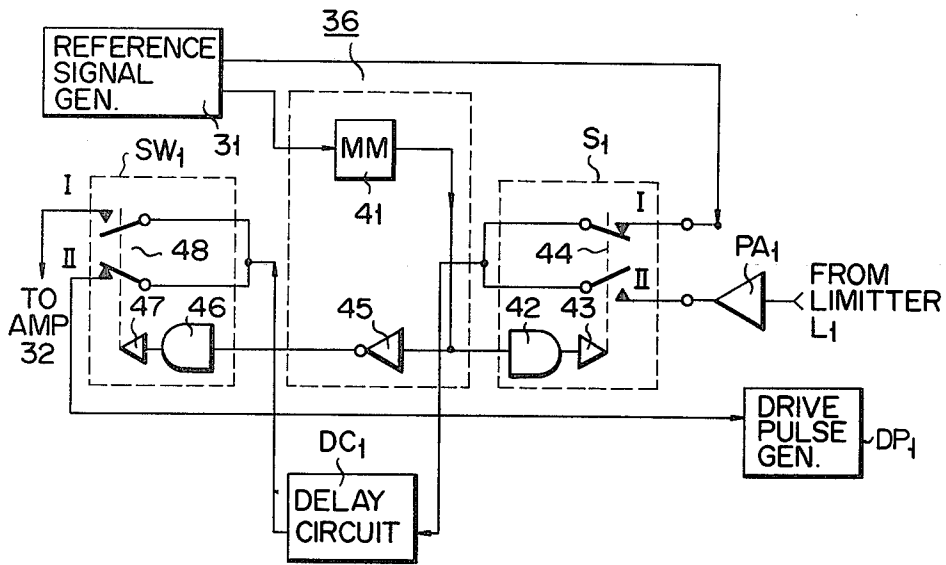 36
REFERENCE
SIGNAL
GEN.
31
SW1
MM
41
S1
I
I
48
44
PA1
II
II
FROM
LIMITTER
L1
TO
AMP
32
47
46
45
42
43
DRIVE
PULSE
GEN.
DP1
DC1
DELAY
CIRCUIT